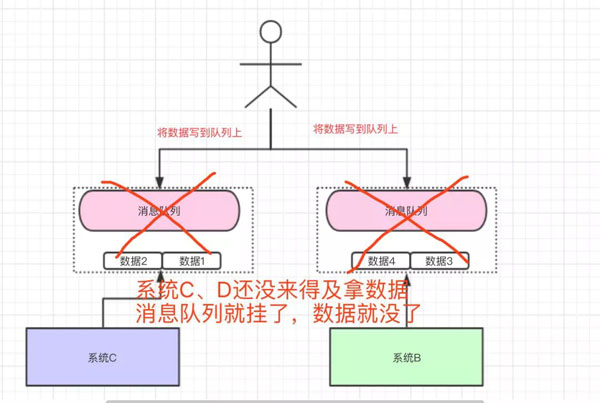 将数据写到队列上
将数据写到队列上
消息队列
消息队列
数据2
数据1
数据4
数据3
系统C、D还没来得及拿数据
消息队列就挂了，数据就没了
系统C
系统B